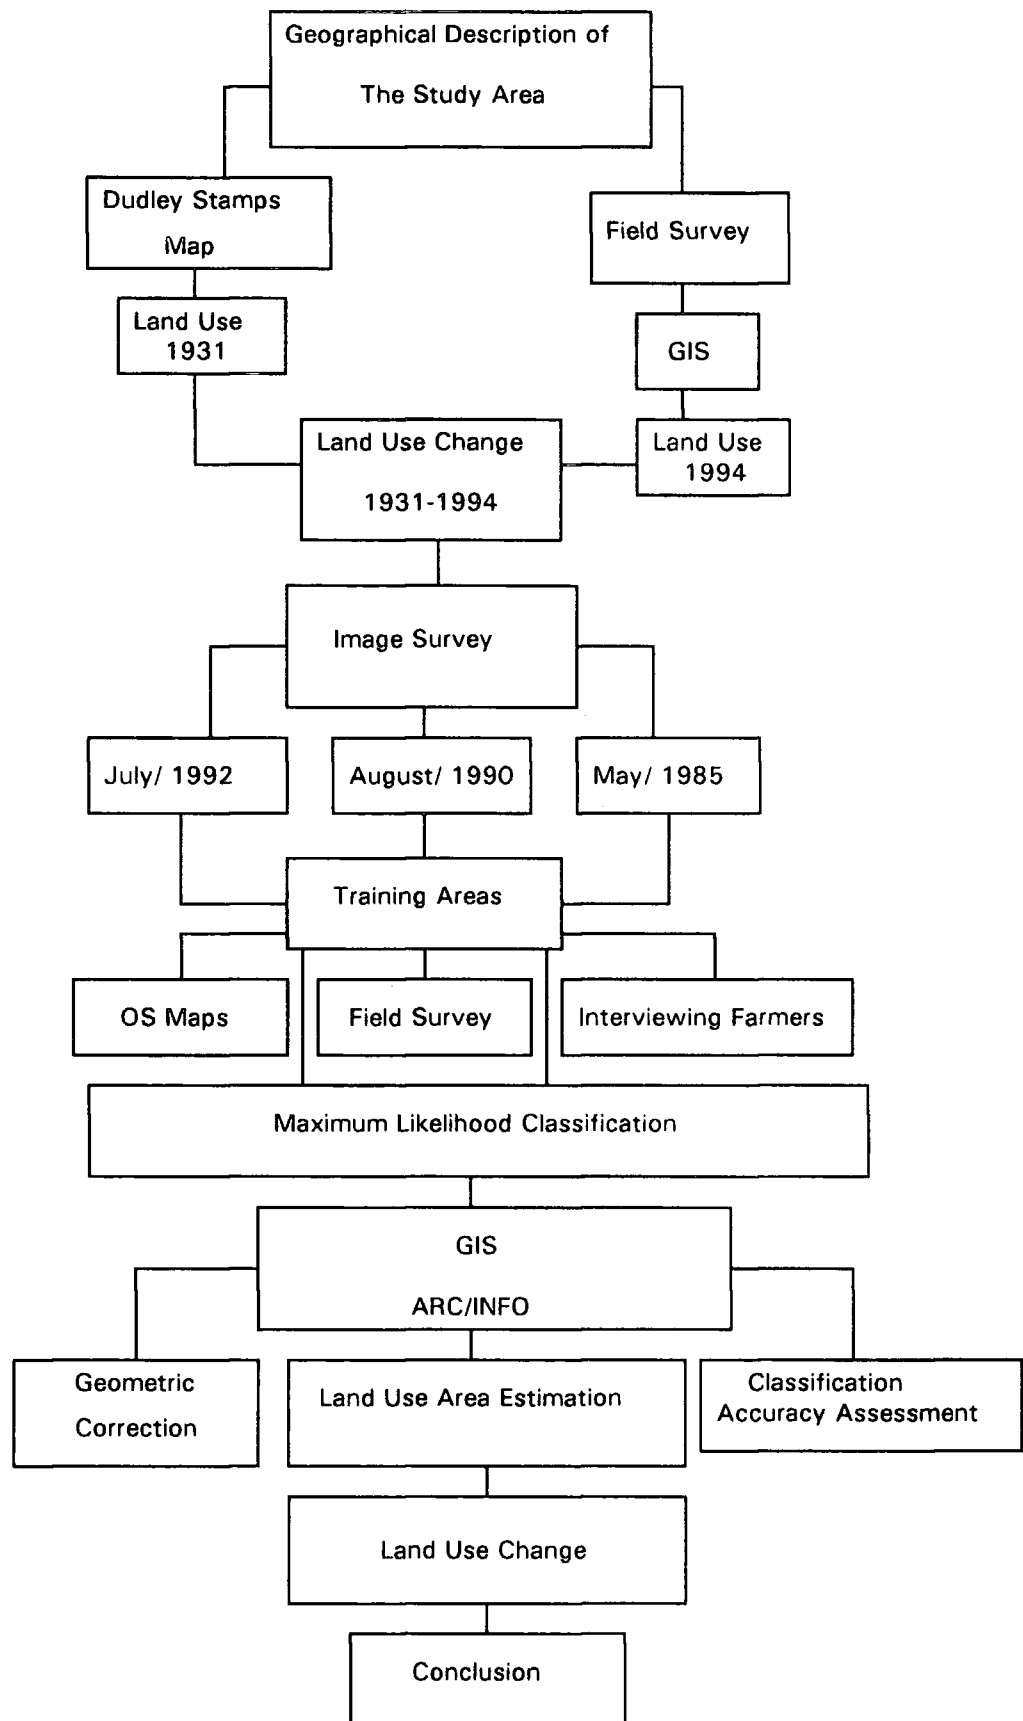 Geographical Description of
The Study Area
Dudley Stamps
Map
Field Survey
Land Use
1931
GIS
Land Use Change
1931-1994
Land Use
1994
Image Survey
July/ 1992
August/ 1990
May/ 1985
Training Areas
OS Maps
Field Survey
Interviewing Farmers
Maximum Likelihood Classification
GIS
ARC/INFO
Geometric
Correction
Land Use Area Estimation
Classification
Accuracy Assessment
Land Use Change
Conclusion